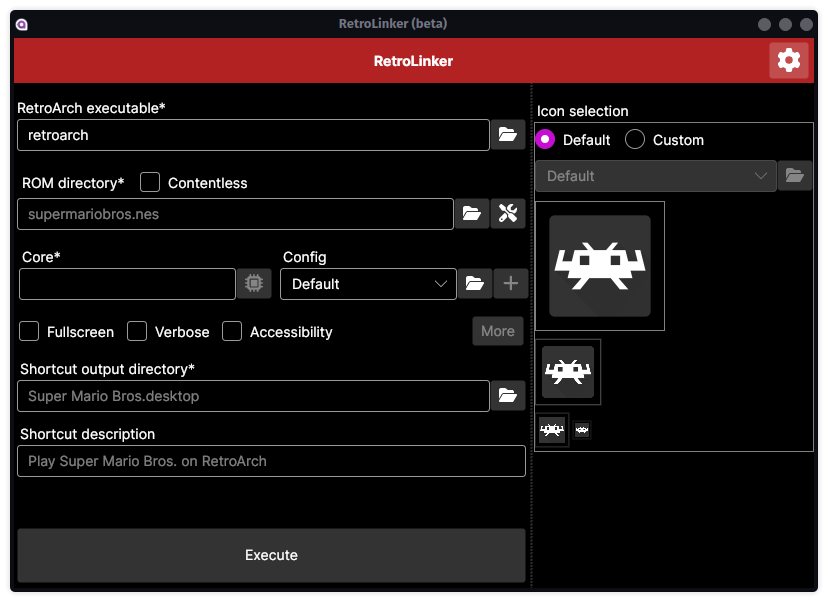 RetroLinker (beta)
RetroLinker
RetroArch executable*
retroarch
ROM directory* Contentless
supermariobros.nes
Core* Config
Default
Fullscreen Verbose Accessibility More
Shortcut output directory*
Super Mario Bros.desktop
Shortcut description
Play Super Mario Bros. on RetroArch
Execute
Icon selection
Default Custom
Default